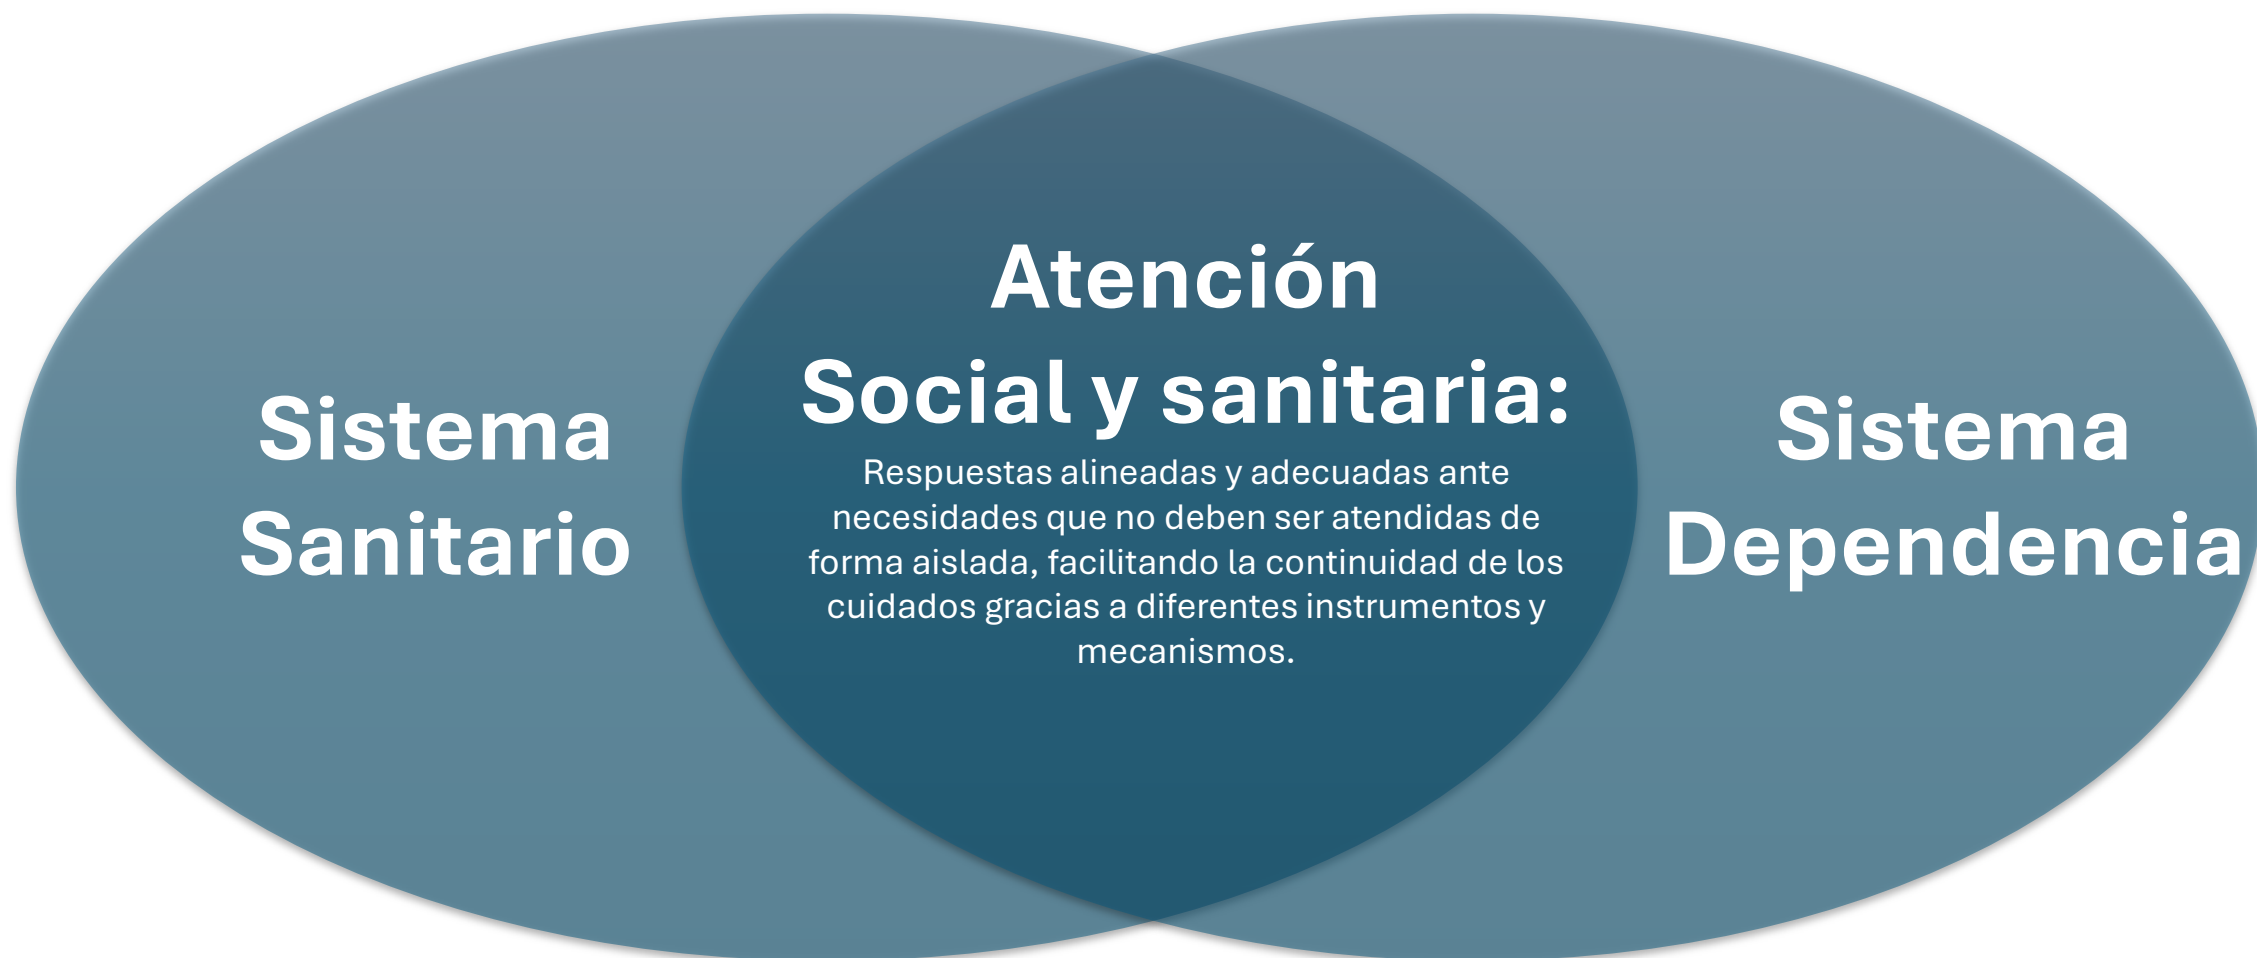 Sistema
Sanitario
Atención
Social y sanitaria:
Respuestas alineadas y adecuadas ante
necesidades que no deben ser atendidas de
forma aislada, facilitando la continuidad de los
cuidados gracias a diferentes instrumentos y
mecanismos.
Sistema
Dependencia